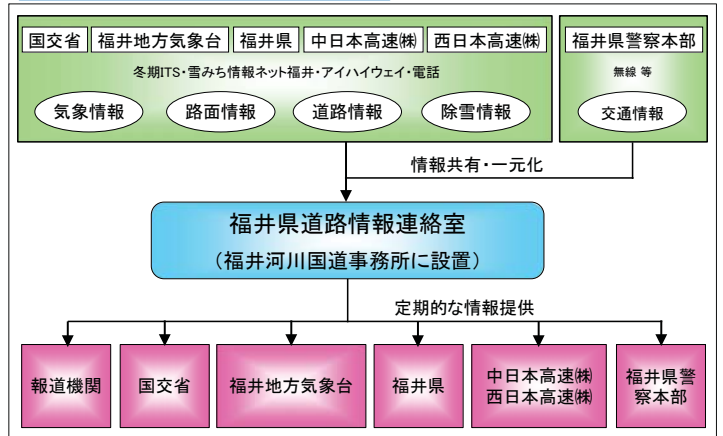 国交省 福井地方気象台 福井県 中日本高速㈱ 西日本高速㈱ 福井県警察本部
冬期ITS・雪みち情報ネット福井・アイハイウェイ・電話 無線 等
気象情報 路面情報 道路情報 除雪情報 交通情報
情報共有・一元化
福井県道路情報連絡室
(福井河川国道事務所に設置)
定期的な情報提供
報道機関 国交省 福井地方気象台 福井県 中日本高速㈱
西日本高速㈱ 福井県警
察本部